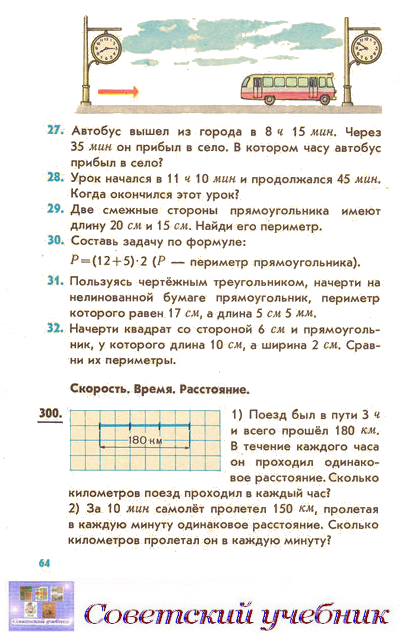 27. Автобус вышел из города в 8 ч 15 мин. Через
35 мин он прибыл в село. В котором часу автобус
прибыл в село?
28. Урок начался в 11 ч 10 мин и продолжался 45 мин.
Когда окончился этот урок?
29. Две смежные стороны прямоугольника имеют
длину 20 см и 15 см. Найди его периметр.
30. Составь задачу по формуле:
P=(12+5)·2 (P — периметр прямоугольника).
31. Пользуясь чертёжным треугольником, начерти на
нелинованной бумаге прямоугольник, периметр
которого равен 17 см, а длина 5 см 5 мм.
32. Начерти квадрат со стороной 6 см и прямоуголь-
ник, у которого длина 10 см, а ширина 2 см. Срав-
ни их периметры.
Скорость. Время. Расстояние.
300.
180 км
1) Поезд был в пути 3 ч
и всего прошёл 180 км.
В течение каждого часа
он проходил одинако-
вое расстояние. Сколько
километров поезд проходил в каждый час?
2) За 10 мин самолёт пролетел 150 км, пролетая
в каждую минуту одинаковое расстояние. Сколько
километров пролетал он в каждую минуту?
64
Советский учебник
Советский учебник